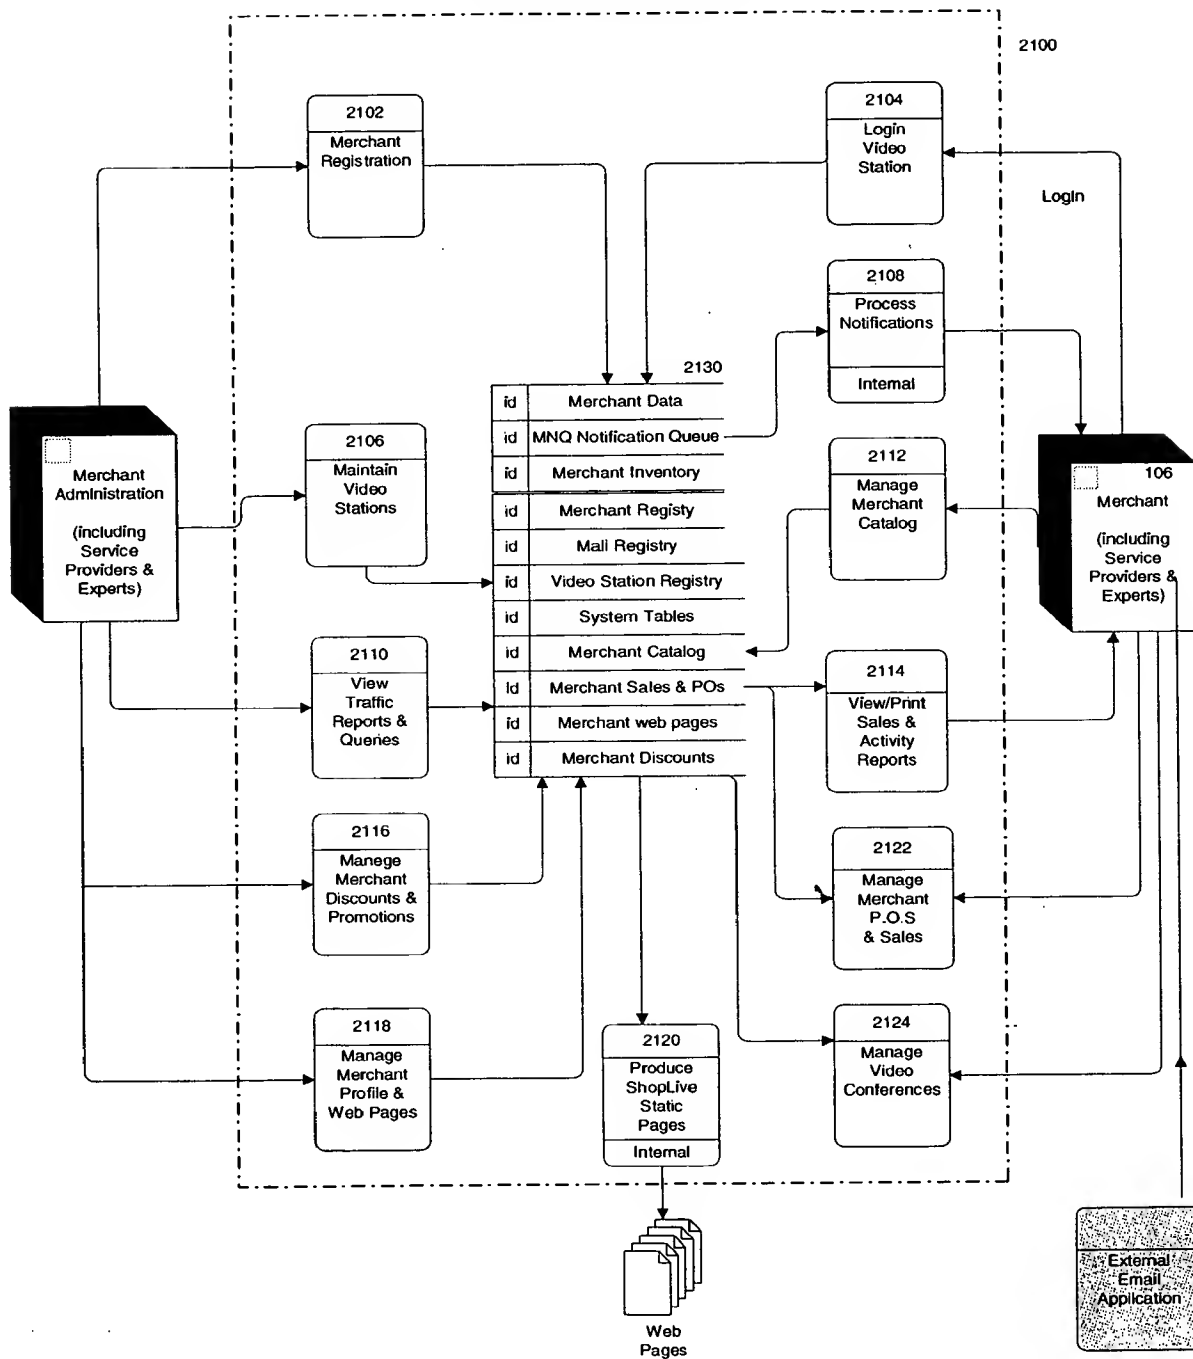 2100
2102
Merchant
Registration
2104
Login
Video
Station
LogIn
2108
Process
Notifications
Internal
2130
id Merchant Data
id MNQ Notification Queue
id Merchant Inventory
id Merchant Registy
id Mall Registry
id Video Station Registry
id System Tables
id Merchant Catalog
id Merchant Sales & POs
id Merchant web pages
id Merchant Discounts
Merchant
Administration
(including
Service
Providers &
Experts)
2106
Maintain
Video
Stations
2112
Manage
Merchant
Catalog
106
Merchant
(including
Service
Providers &
Experts)
2110
View
Traffic
Reports &
Queries
2114
View/Print
Sales &
Activity
Reports
2116
Manege
Merchant
Discounts &
Promotions
2122
Manage
Merchant
P.O.S
& Sales
2118
Manage
Merchant
Profile &
Web Pages
2120
Produce
ShopLive
Static
Pages
Internal
2124
Manage
Video
Conferences
Web
Pages
External
Email
Application